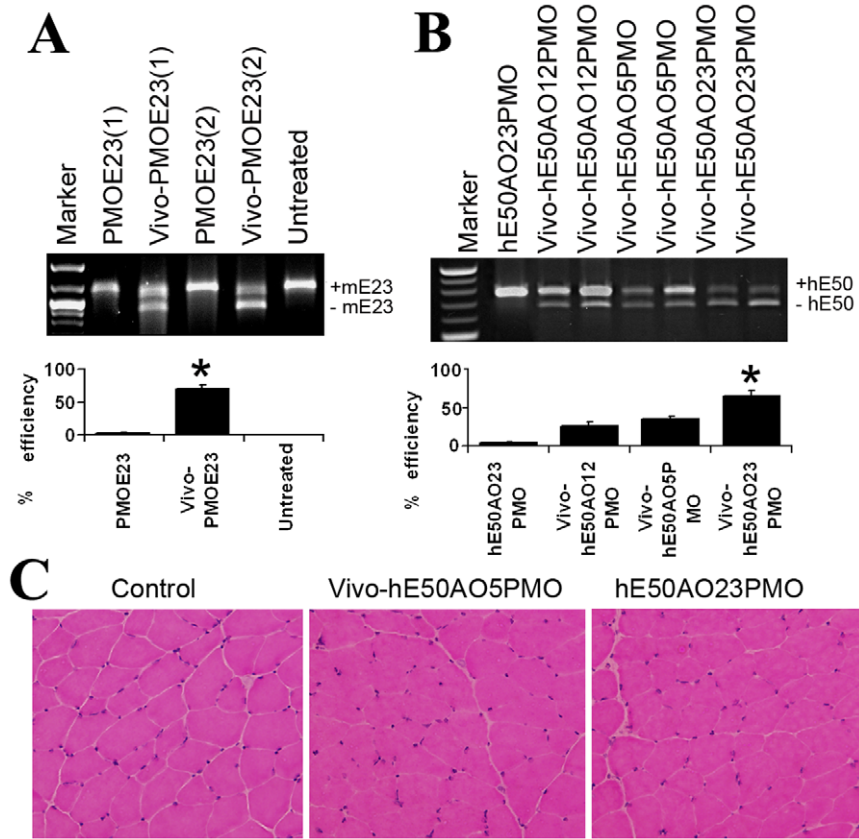 A
B
Marker
PMOE23(1)
Vivo-PMOE23(1)
PMOE23(2)
Vivo-PMOE23(2)
Untreated
+mE23
- mE23
Marker
hE50AO23PMO
Vivo-hE50AO12PMO
Vivo-hE50AO12PMO
Vivo-hE50AO5PMO
Vivo-hE50AO5PMO
Vivo-hE50AO23PMO
Vivo-hE50AO23PMO
+hE50
- hE50
% efficiency
100
50
0
*
PMOE23
Vivo-
PMOE23
Untreated
% efficiency
100
50
0
*
hE50AO23
PMO
Vivo-
hE50AO12
PMO
Vivo-
hE50AO5P
MO
Vivo-
hE50AO23
PMO
C
Control
Vivo-hE50AO5PMO
hE50AO23PMO